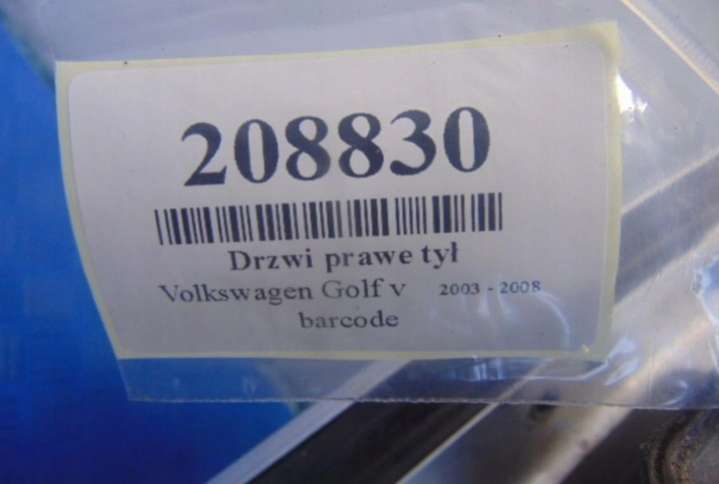 208830
Drzwi prawe tył
Volkswagen Golf v 2003 - 2008
barcode